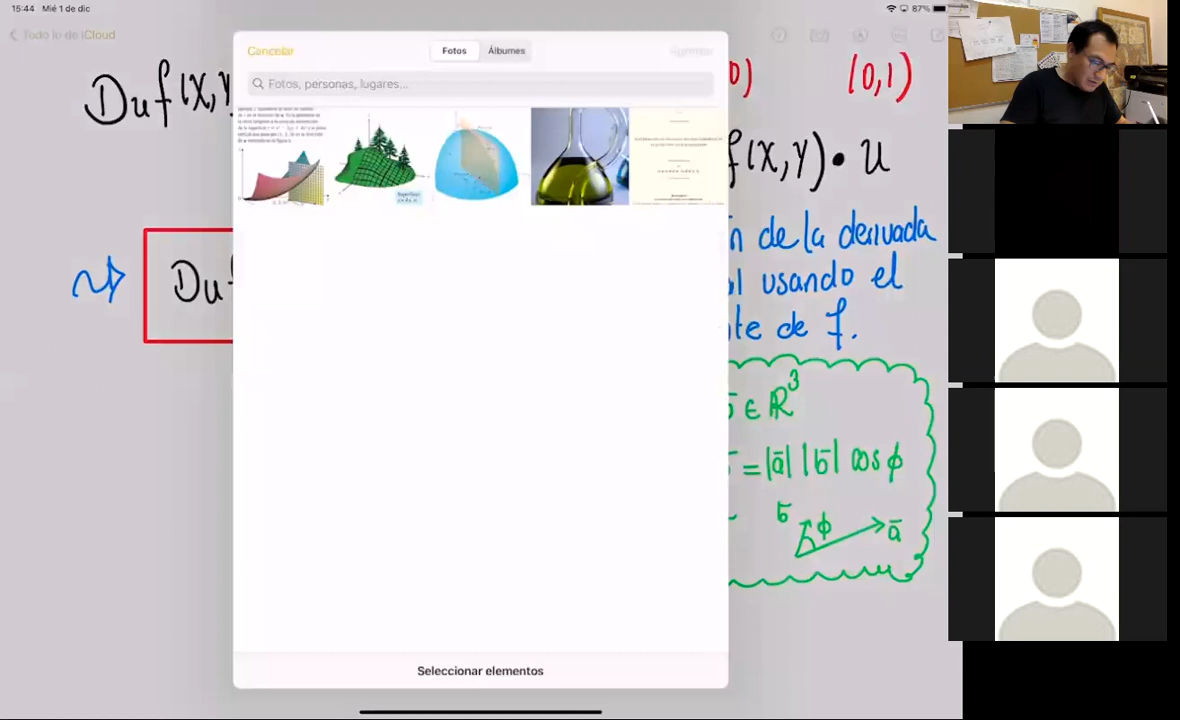 15:44 Mié 1 de dic
87%
Todo lo de iCloud
Cancelar
Fotos
Álbumes
Fotos, personas, lugares...
Duf(x,y
0)
(0,1)
f(x,y)•u
n de la derivada
l usando el
te de f.
Du
∈ ℝ³
= |ā| |b̄| cos ϕ
b̄
ϕ
ā
Seleccionar elementos